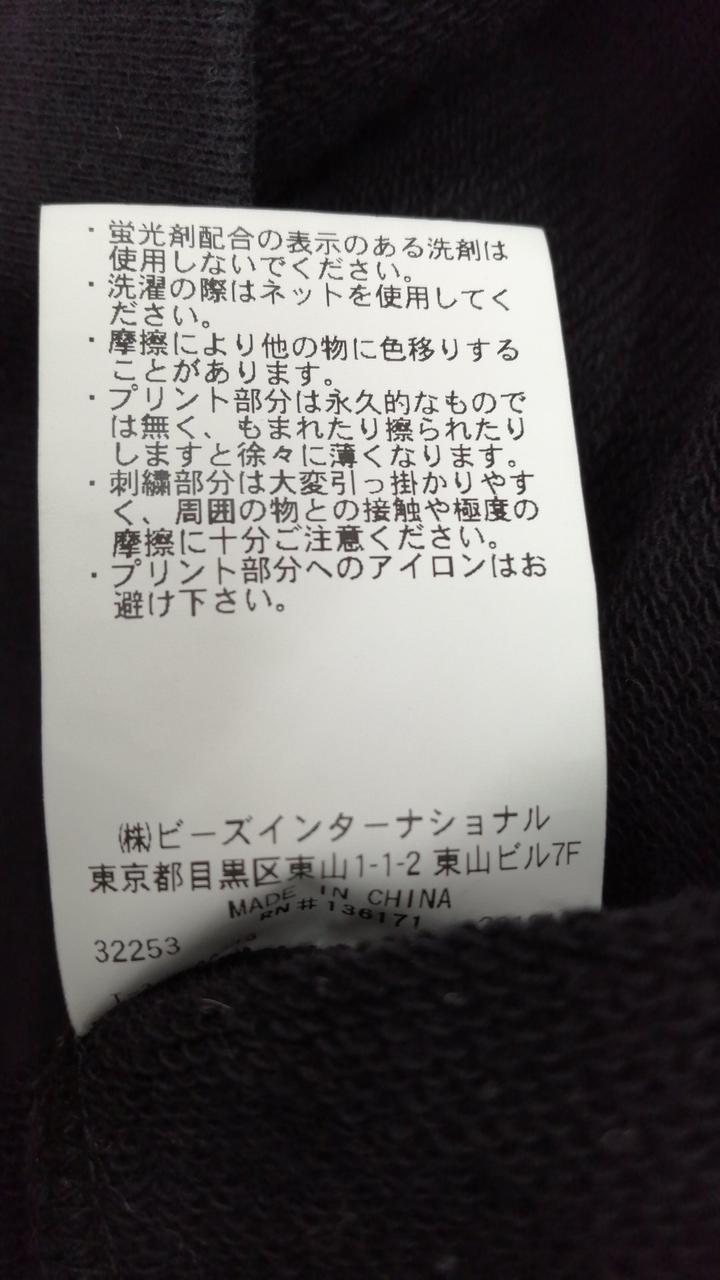 ・蛍光剤配合の表示のある洗剤は
使用しないでください。
・洗濯の際はネットを使用してく
ださい。
・摩擦により他の物に色移りする
ことがあります。
・プリント部分は永久的なもので
は無く、もまれたり擦られたり
しますと徐々に薄くなります。
・刺繍部分は大変引っ掛かりやす
く、周囲の物との接触や極度の
摩擦に十分ご注意ください。
・プリント部分へのアイロンはお
避け下さい。
㈱ビーズインターナショナル
東京都目黒区東山1-1-2 東山ビル7F
MADE IN CHINA
RN#136171
32253